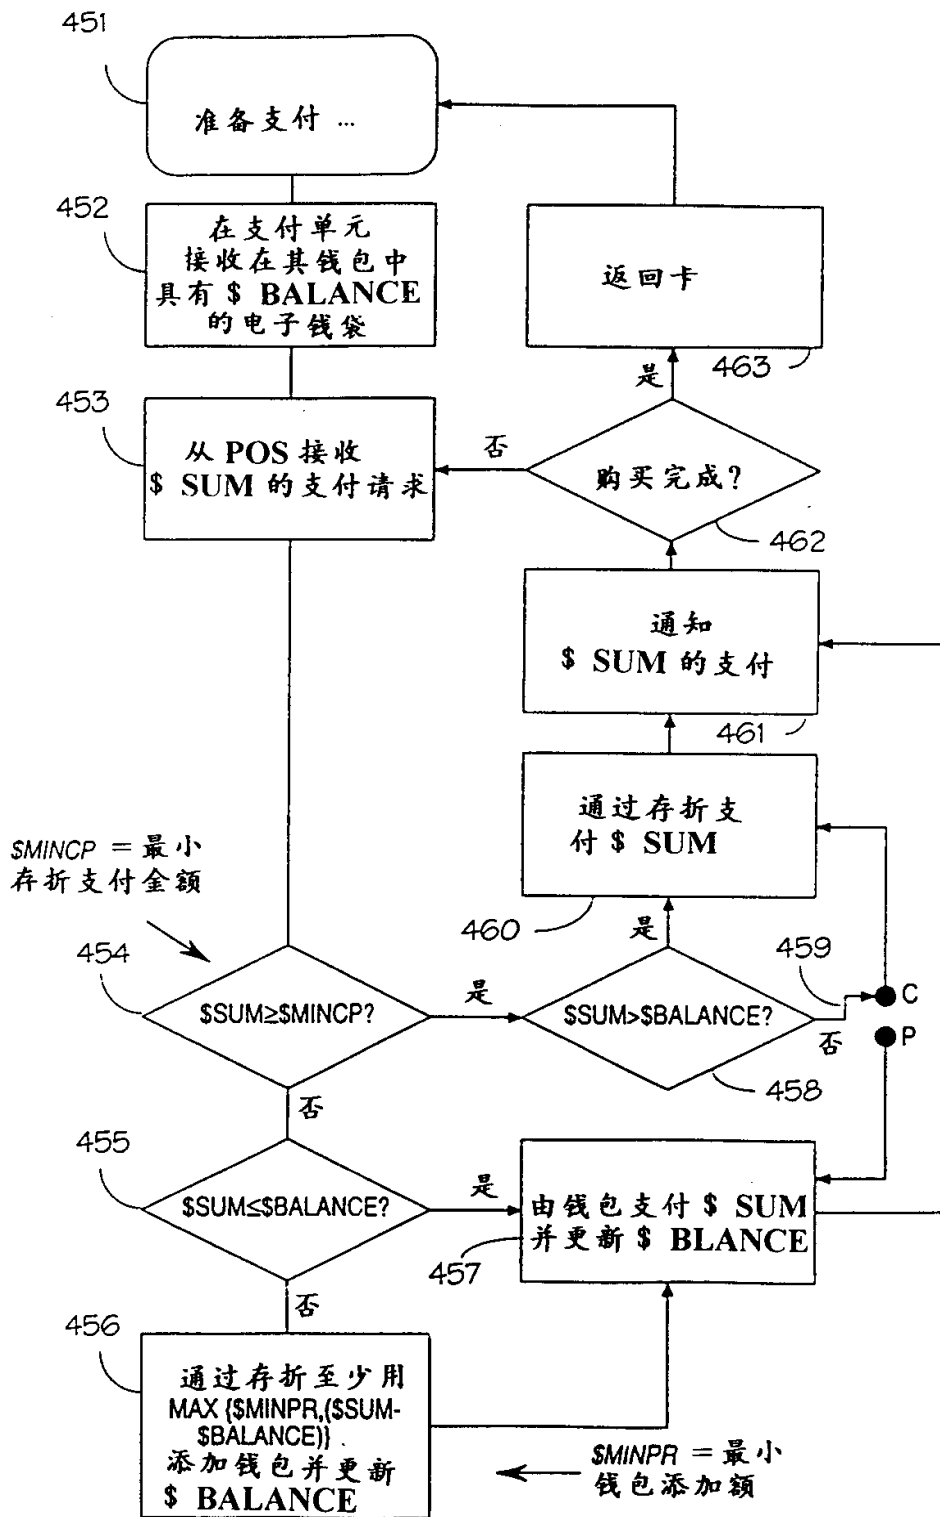 451
准备支付 ...
452
在支付单元
接收在其钱包中
具有 $ BALANCE
的电子钱袋
返回卡
463
453
是
从 POS 接收
$ SUM 的支付请求
否
购买完成?
462
通知
$ SUM 的支付
461
通过存折支
付 $ SUM
460
$MINCP = 最小
存折支付金额
454
$SUM≥$MINCP?
是
是
$SUM>$BALANCE?
458
459
否
C
P
否
455
$SUM≤$BALANCE?
是
由钱包支付 $ SUM
并更新 $ BLANCE
457
否
456
通过存折至少用
MAX {$MINPR,($SUM-
$BALANCE)}
添加钱包并更新
$ BALANCE
$MINPR = 最小
钱包添加额